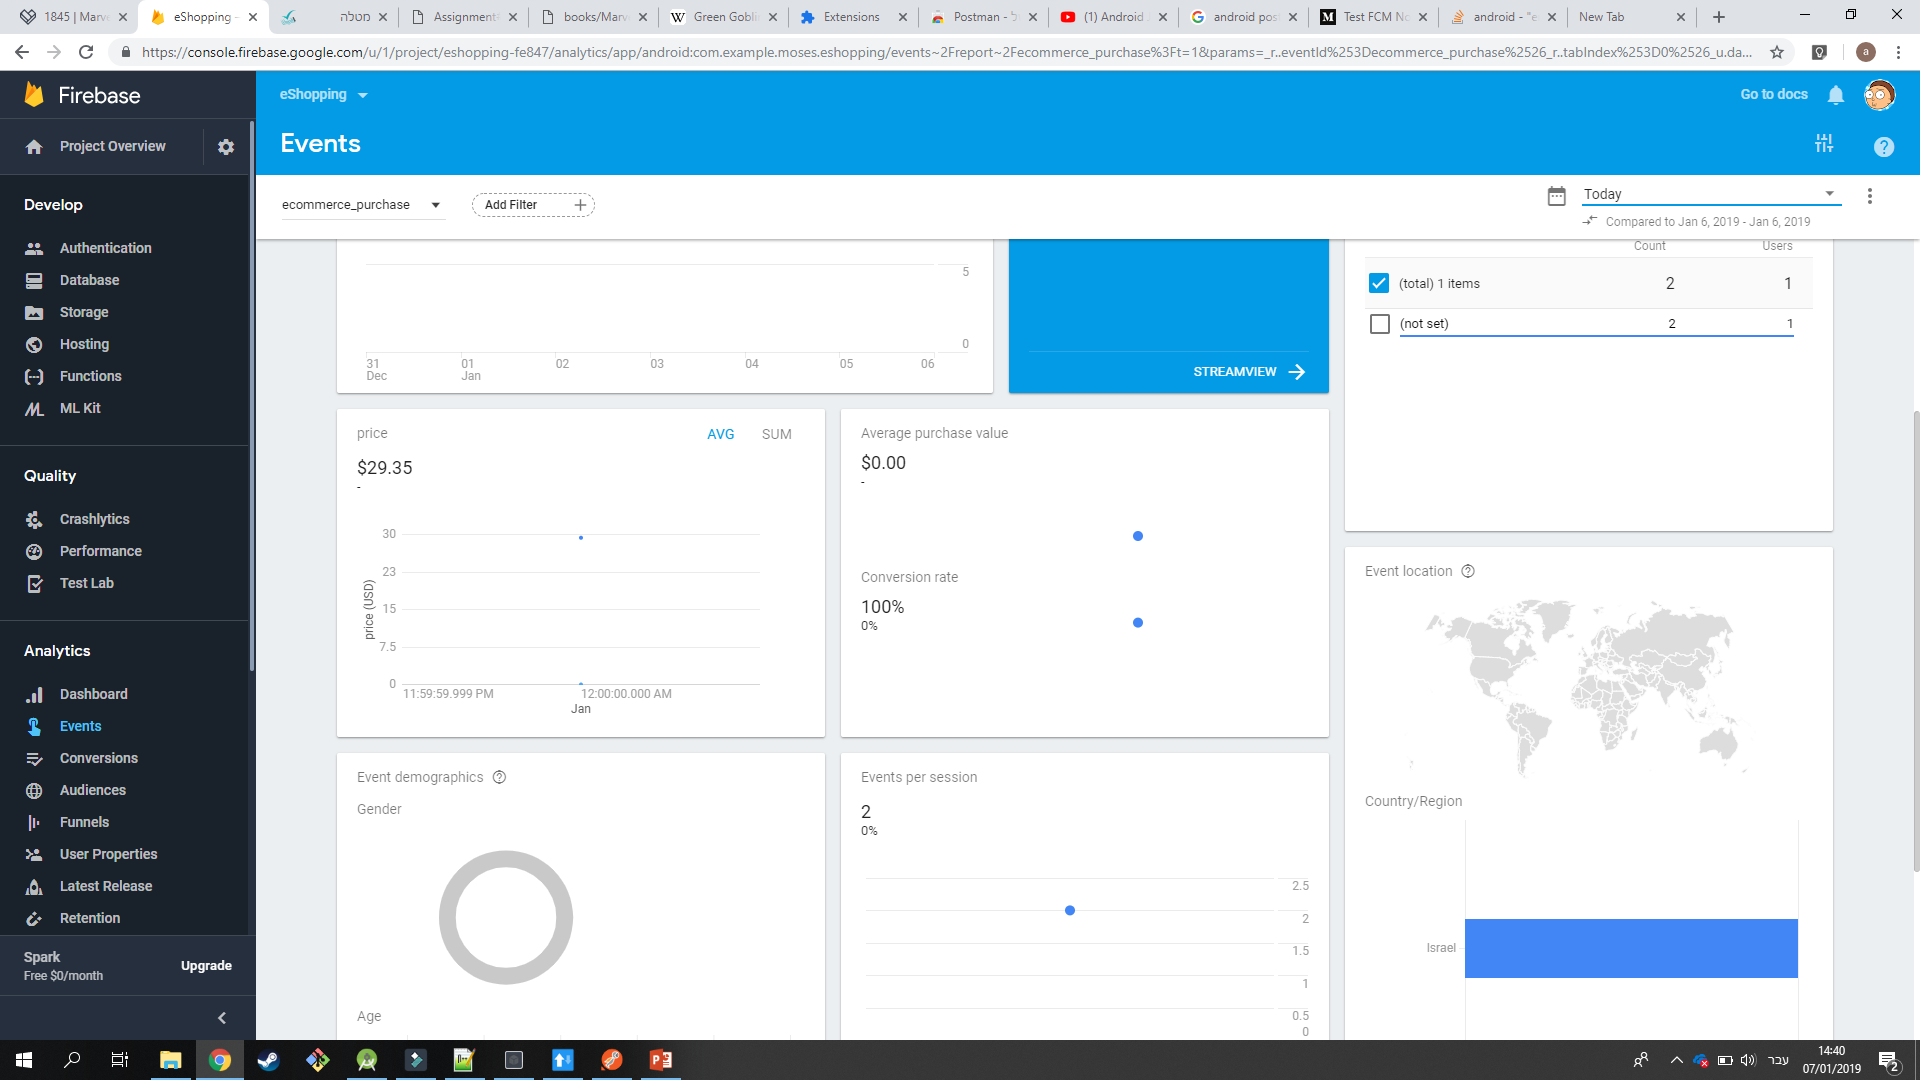 1845 | Marve
eShopping -
מטלה
Assignment
books/Marve
Green Gobli
Extensions
Postman -
(1) Android
android pos
Test FCM No
android - "e
New Tab
https://console.firebase.google.com/u/1/project/eshopping-fe847/analytics/app/android:com.example.moses.eshopping/events~2Freport~2Fecommerce_purchase%3Ft=1&params=_r..eventId%253Decommerce_purchase%2526_r..tabIndex%253D0%2526_u.da...
a
Firebase
eShopping
Go to docs
Project Overview
Events
Develop
ecommerce_purchase
Add Filter
Today
Compared to Jan 6, 2019 - Jan 6, 2019
Authentication
Database
Storage
Hosting
Functions
ML Kit
Quality
Crashlytics
Performance
Test Lab
Analytics
Dashboard
Events
Conversions
Audiences
Funnels
User Properties
Latest Release
Retention
Spark
Free $0/month
Upgrade
5
0
31
Dec
01
Jan
02
03
04
05
06
STREAMVIEW
Count
Users
(total) 1 items
2
1
(not set)
2
1
price
AVG
SUM
$29.35
-
30
23
15
7.5
0
price (USD)
11:59:59.999 PM
12:00:00.000 AM
Jan
Average purchase value
$0.00
-
Conversion rate
100%
0%
Event location
Country/Region
Israel
Event demographics
Gender
Age
Events per session
2
0%
2.5
2
1.5
1
0.5
0
עבר
14:40
07/01/2019
2